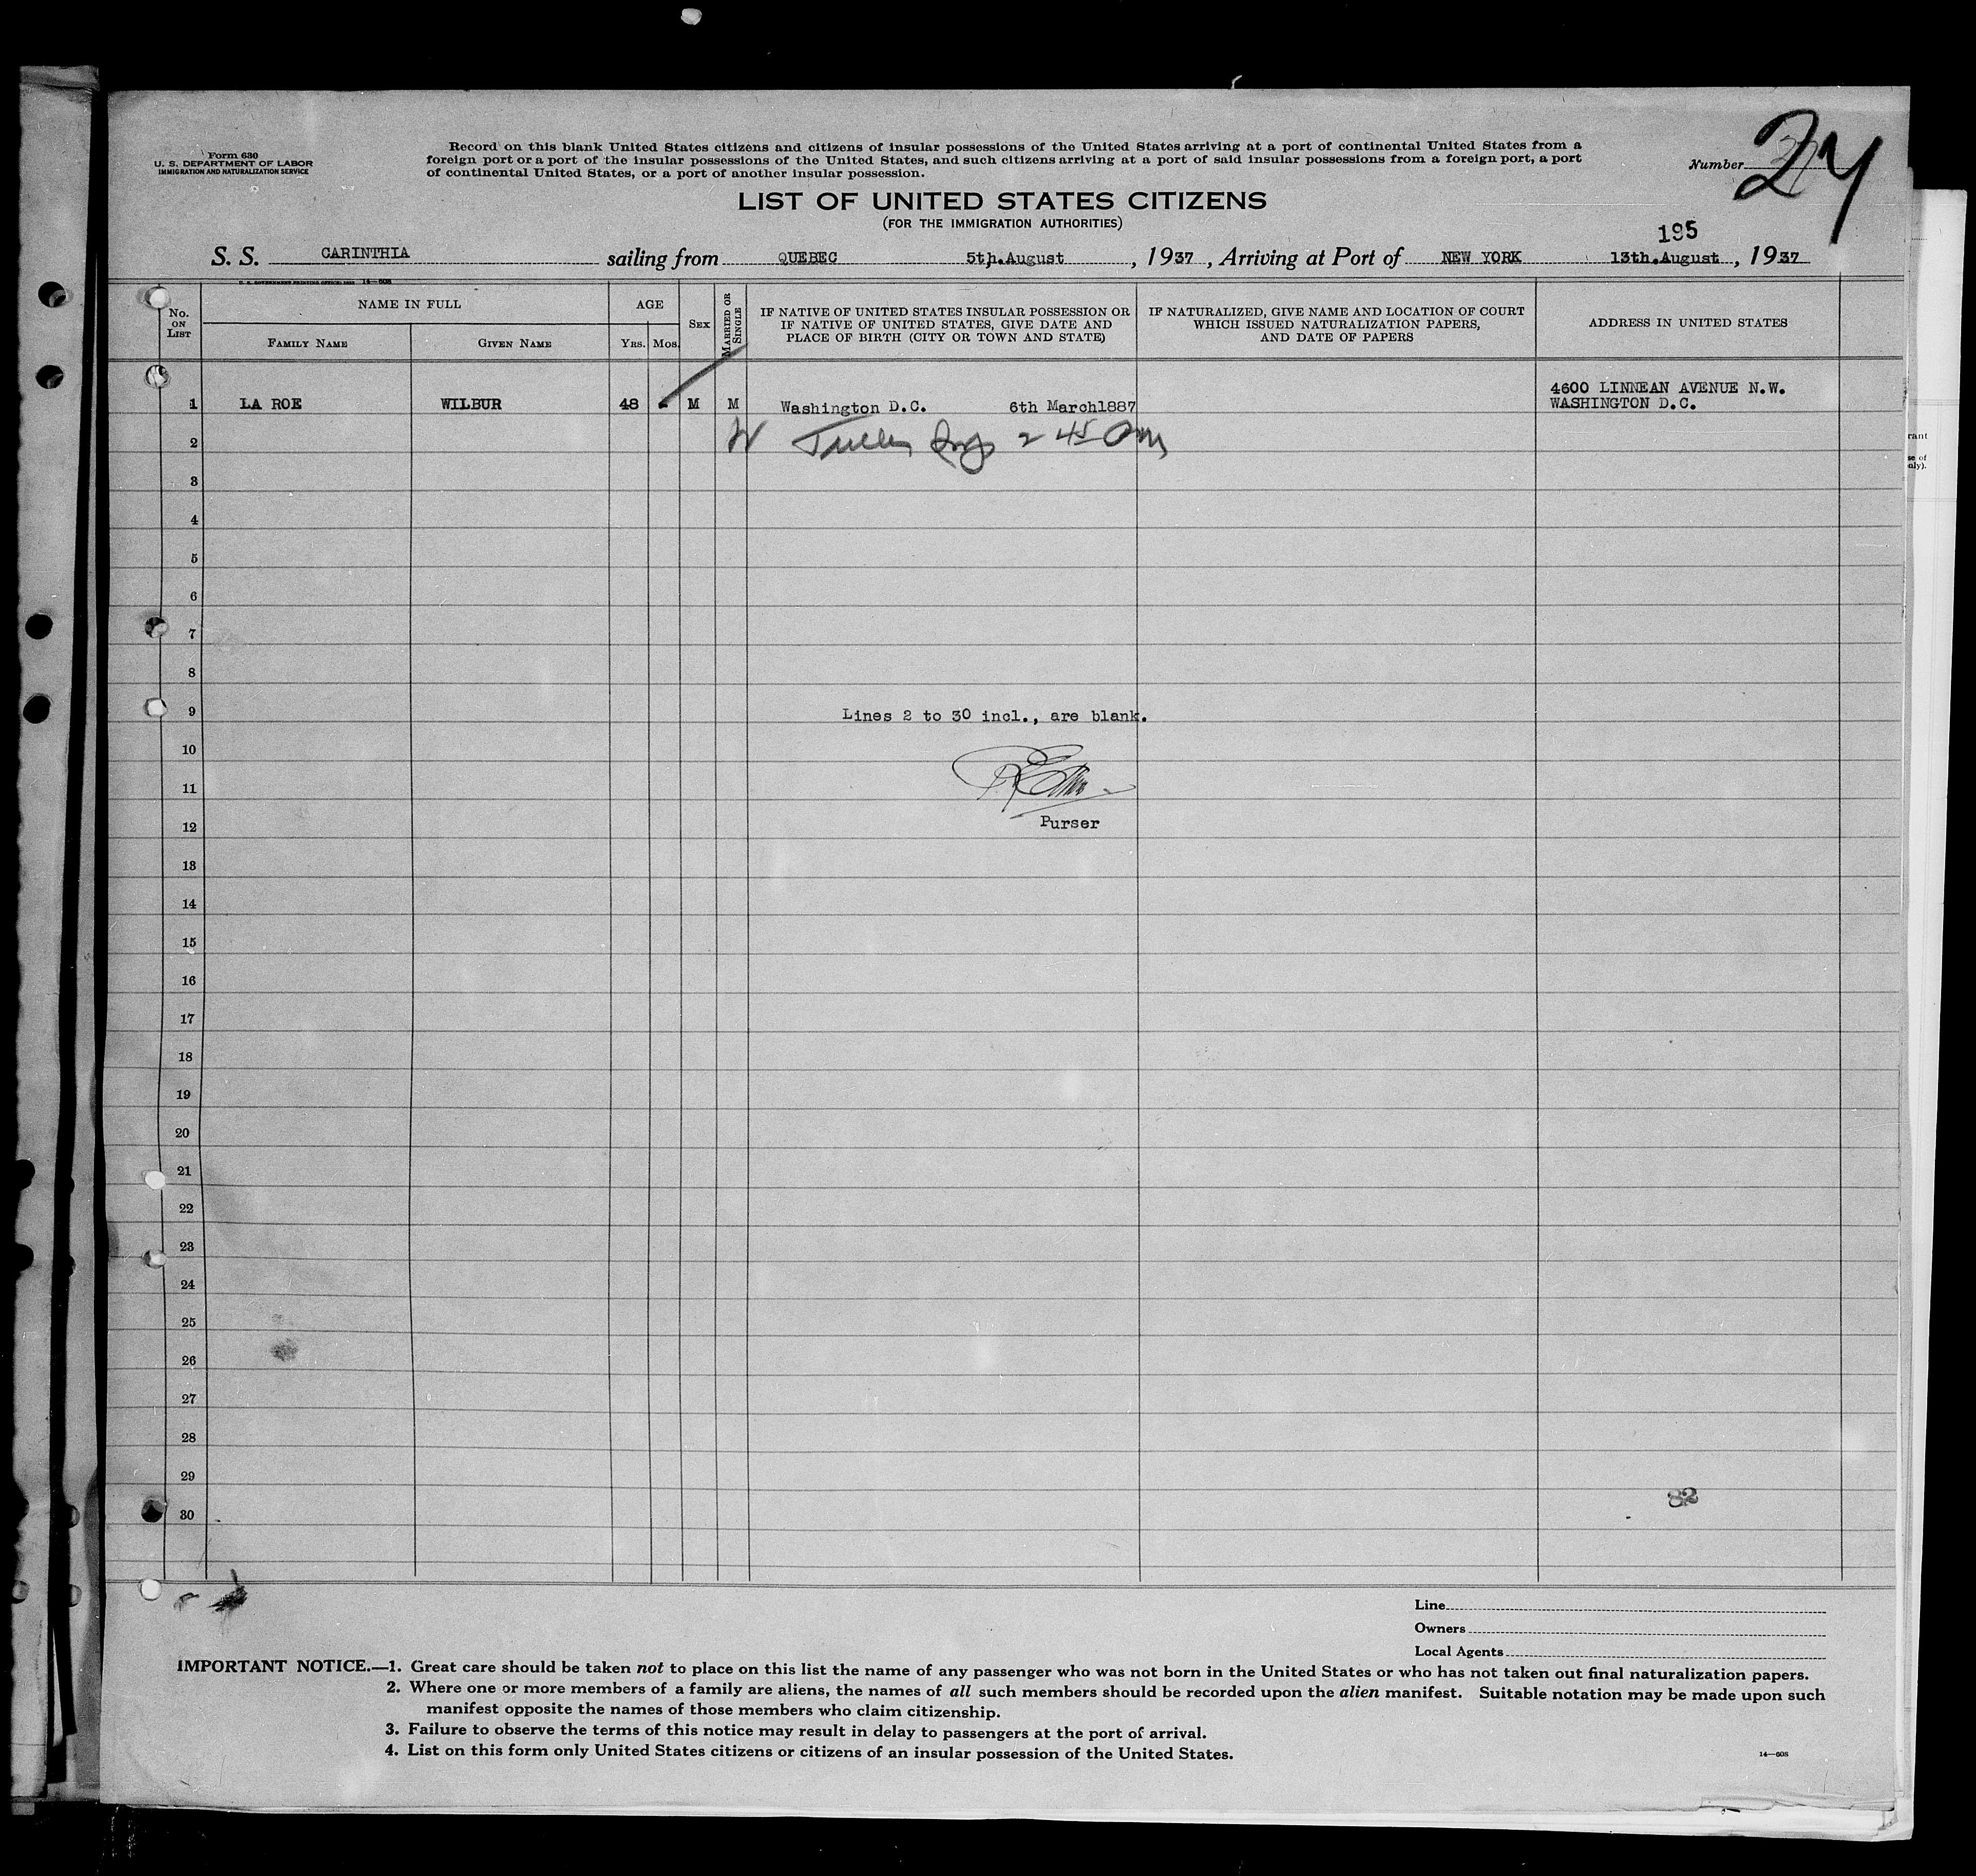 Form 630
U. S. DEPARTMENT OF LABOR
IMMIGRATION AND NATURALIZATION SERVICE
Record on this blank United States citizens and citizens of insular possessions of the United States arriving at a port of continental United States from a
foreign port or a port of the insular possessions of the United States, and such citizens arriving at a port of said insular possessions from a foreign port, a port
of continental United States, or a port of another insular possession.
Number
LIST OF UNITED STATES CITIZENS
(FOR THE IMMIGRATION AUTHORITIES)
195
S. S. CARINTHIA sailing from QUEBEC 5th.August, 1937, Arriving at Port of NEW YORK 13th.August, 1937
No. ON LIST
NAME IN FULL
FAMILY NAME
GIVEN NAME
AGE
YRS. MOS.
SEX
MARRIED OR SINGLE
IF NATIVE OF UNITED STATES INSULAR POSSESSION OR
IF NATIVE OF UNITED STATES, GIVE DATE AND
PLACE OF BIRTH (CITY OR TOWN AND STATE)
IF NATURALIZED, GIVE NAME AND LOCATION OF COURT
WHICH ISSUED NATURALIZATION PAPERS,
AND DATE OF PAPERS
ADDRESS IN UNITED STATES
1 LA ROE WILBUR 48 - M M Washington D.C. 6th March1887 4600 LINNEAN AVENUE N.W.
WASHINGTON D.C.
2
3
4
5
6
7
8
9 Lines 2 to 30 incl., are blank.
10
11
12 Purser
13
14
15
16
17
18
19
20
21
22
23
24
25
26
27
28
29
82
30
Line
Owners
Local Agents
IMPORTANT NOTICE.—1. Great care should be taken not to place on this list the name of any passenger who was not born in the United States or who has not taken out final naturalization papers.
2. Where one or more members of a family are aliens, the names of all such members should be recorded upon the alien manifest. Suitable notation may be made upon such
manifest opposite the names of those members who claim citizenship.
3. Failure to observe the terms of this notice may result in delay to passengers at the port of arrival.
4. List on this form only United States citizens or citizens of an insular possession of the United States.
14—608